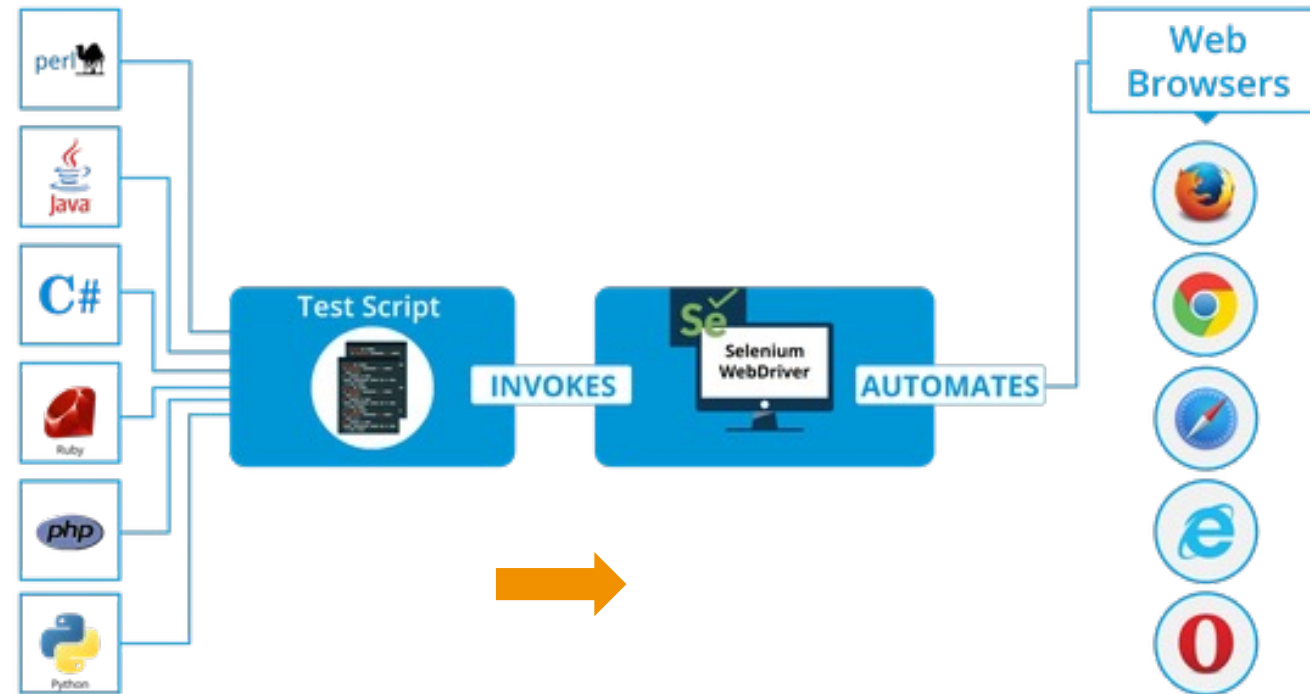 perl
Java
C#
Ruby
php
Python
Test Script
INVOKES
Se
Selenium
WebDriver
AUTOMATES
Web
Browsers